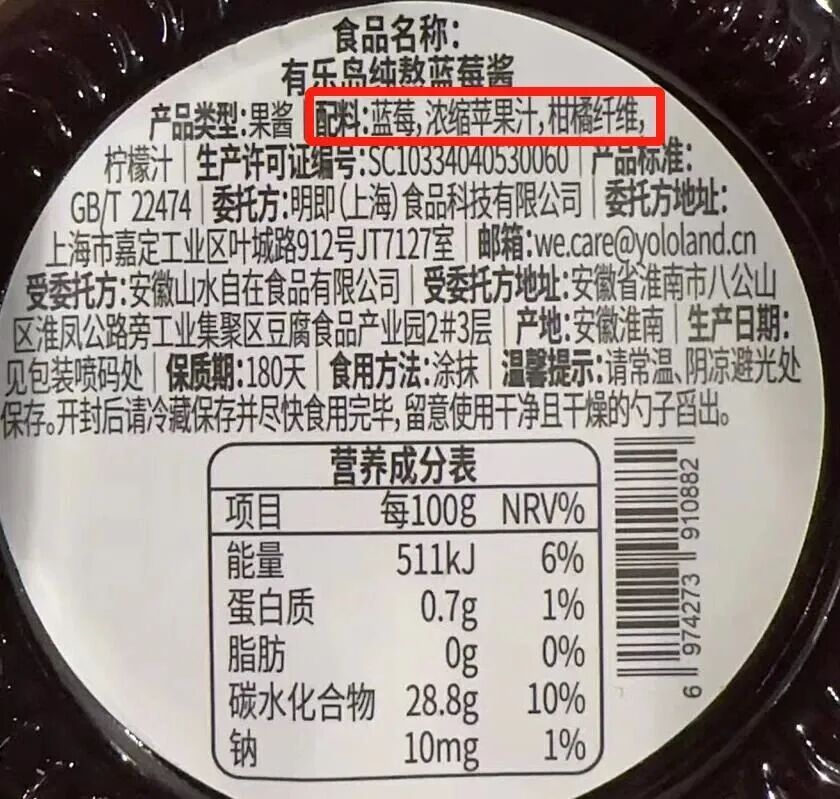 食品名称:
有乐岛纯熬蓝莓酱
产品类型:果酱 配料:蓝莓,浓缩苹果汁,柑橘纤维,
柠檬汁 | 生产许可证编号:SC10334040530060 | 产品标准:
GB/T 22474 | 委托方:明即(上海)食品科技有限公司 | 委托方地址:
上海市嘉定工业区叶城路912号JT7127室 | 邮箱:we.care@yololand.cn
受委托方:安徽山水自在食品有限公司 | 受委托方地址:安徽省淮南市八公山
区淮凤公路旁工业集聚区豆腐食品产业园2#3层 | 产地:安徽淮南 | 生产日期:
见包装喷码处 | 保质期:180天 | 食用方法:涂抹 | 温馨提示:请常温、阴凉避光处
保存。开封后请冷藏保存并尽快食用完毕,留意使用干净且干燥的勺子舀出。
营养成分表
项目 每100g NRV%
能量 511kJ 6%
蛋白质 0.7g 1%
脂肪 0g 0%
碳水化合物 28.8g 10%
钠 10mg 1%
6 974273 910882